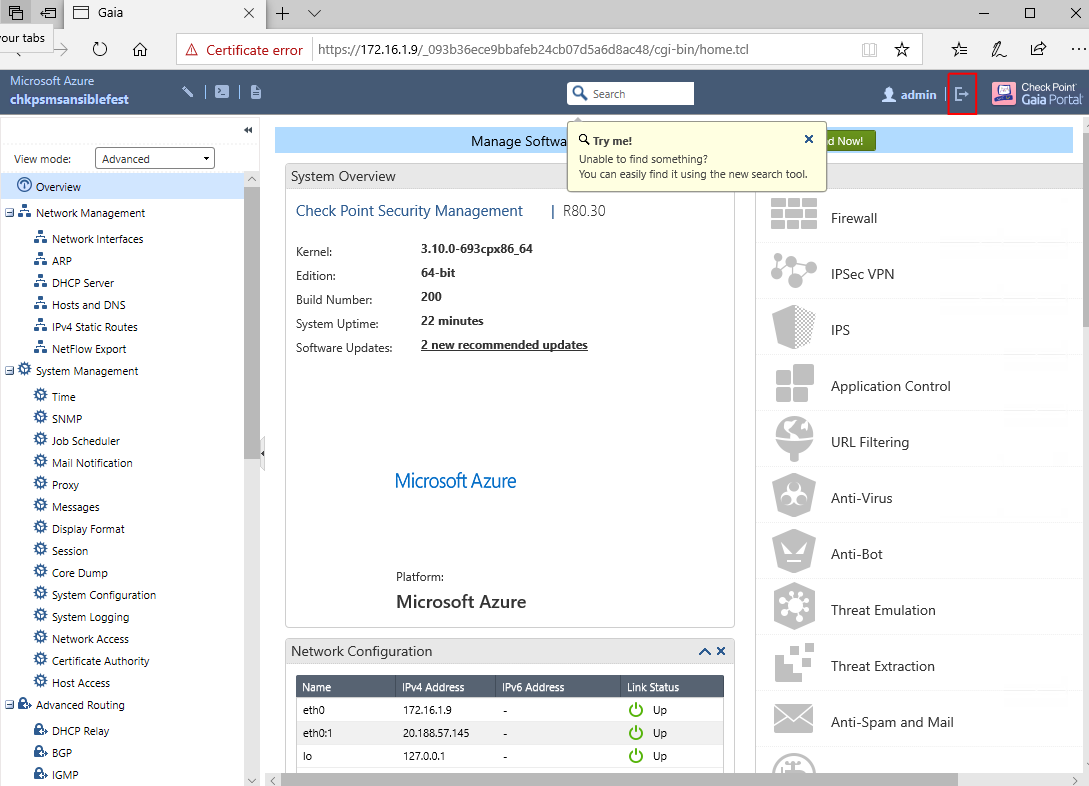 Gaia
our tabs
Certificate error
https://172.16.1.9/_093b36ece9bbafeb24cb07d5a6d8ac48/cgi-bin/home.tcl
Microsoft Azure
chkpsmsansiblefest
Search
admin
Check Point
Gaia Portal
View mode:
Advanced
Overview
Network Management
Network Interfaces
ARP
DHCP Server
Hosts and DNS
IPv4 Static Routes
NetFlow Export
System Management
Time
SNMP
Job Scheduler
Mail Notification
Proxy
Messages
Display Format
Session
Core Dump
System Configuration
System Logging
Network Access
Certificate Authority
Host Access
Advanced Routing
DHCP Relay
BGP
IGMP
Manage Softwa
d Now!
Try me!
Unable to find something?
You can easily find it using the new search tool.
System Overview
Check Point Security Management | R80.30
Kernel: 3.10.0-693cpx86_64
Edition: 64-bit
Build Number: 200
System Uptime: 22 minutes
Software Updates: 2 new recommended updates
Microsoft Azure
Platform:
Microsoft Azure
Network Configuration
Name IPv4 Address IPv6 Address Link Status
eth0 172.16.1.9 - Up
eth0:1 20.188.57.145 - Up
lo 127.0.0.1 - Up
Firewall
IPSec VPN
IPS
Application Control
URL Filtering
Anti-Virus
Anti-Bot
Threat Emulation
Threat Extraction
Anti-Spam and Mail